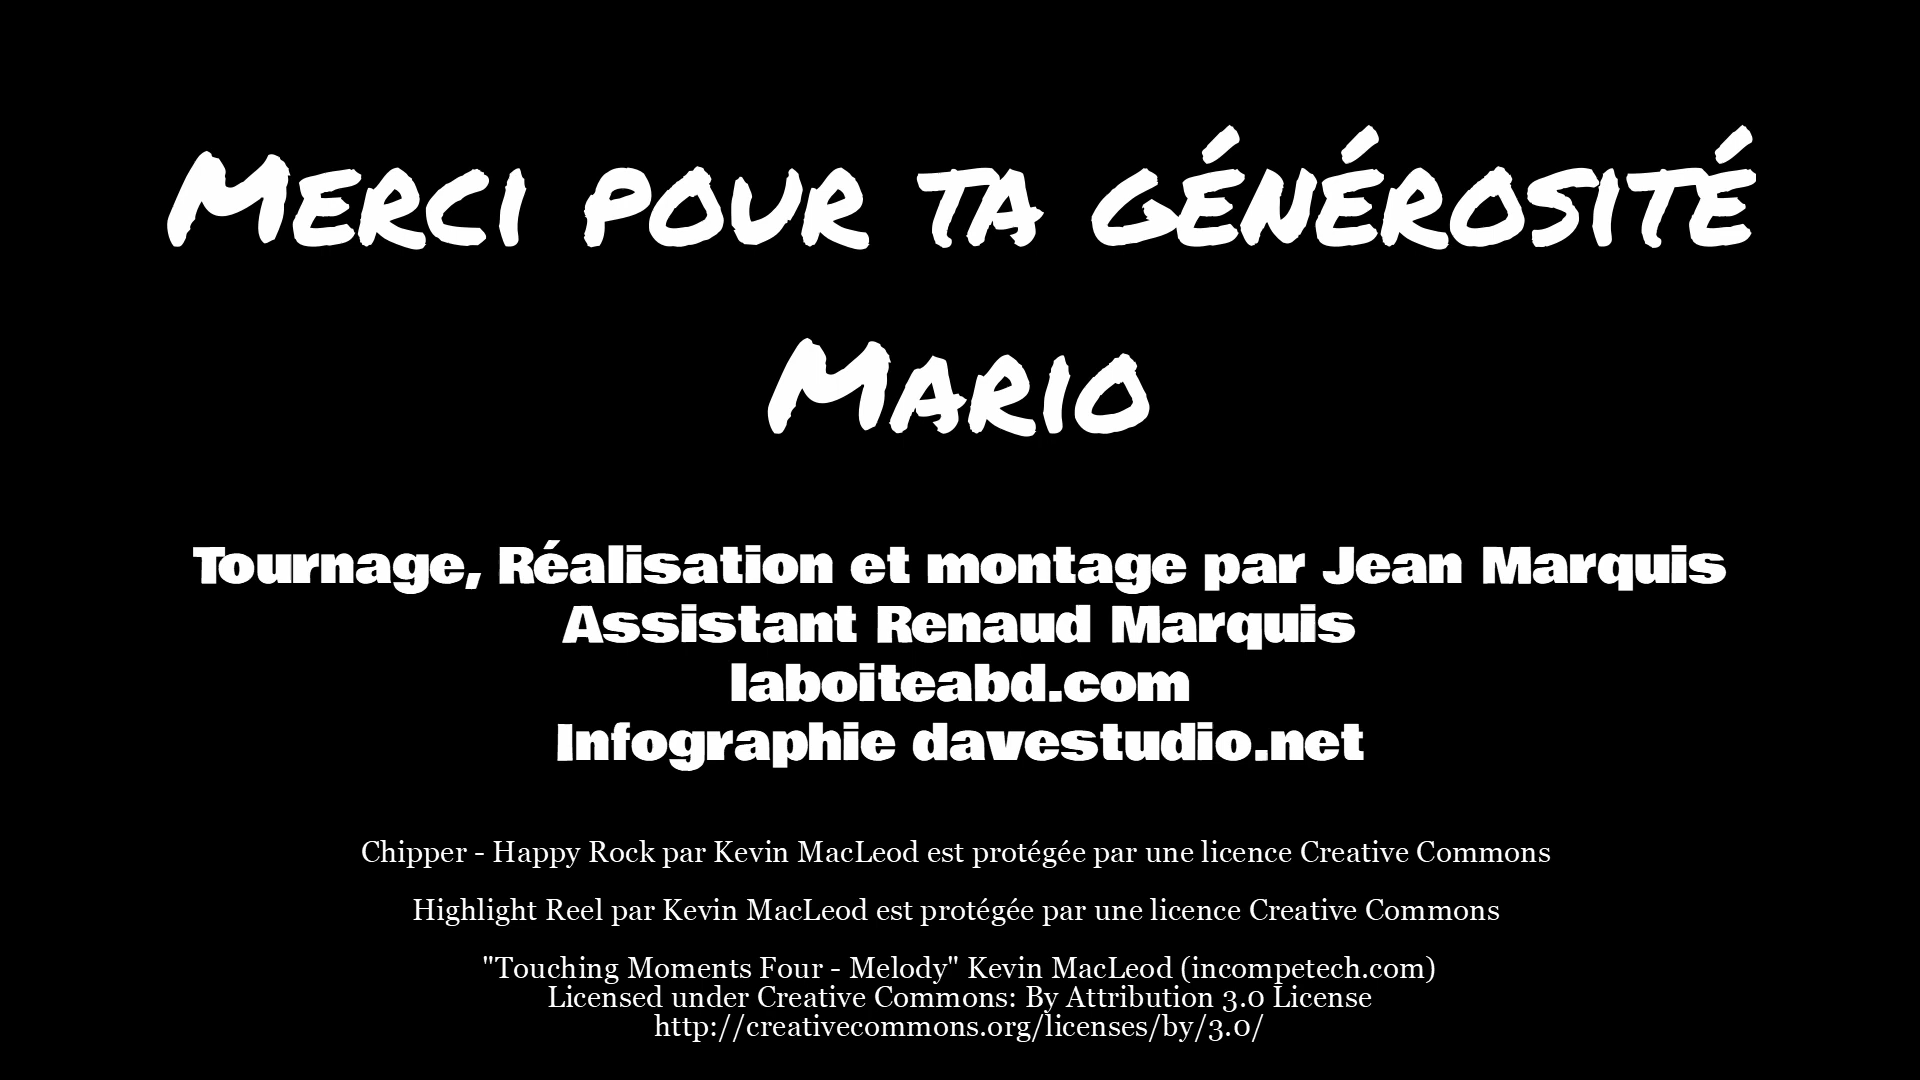 Merci pour ta générosité
Mario
Tournage, Réalisation et montage par Jean Marquis
Assistant Renaud Marquis
laboiteabd.com
Infographie davestudio.net
Chipper - Happy Rock par Kevin MacLeod est protégée par une licence Creative Commons
Highlight Reel par Kevin MacLeod est protégée par une licence Creative Commons
"Touching Moments Four - Melody" Kevin MacLeod (incompetech.com)
Licensed under Creative Commons: By Attribution 3.0 License
http://creativecommons.org/licenses/by/3.0/